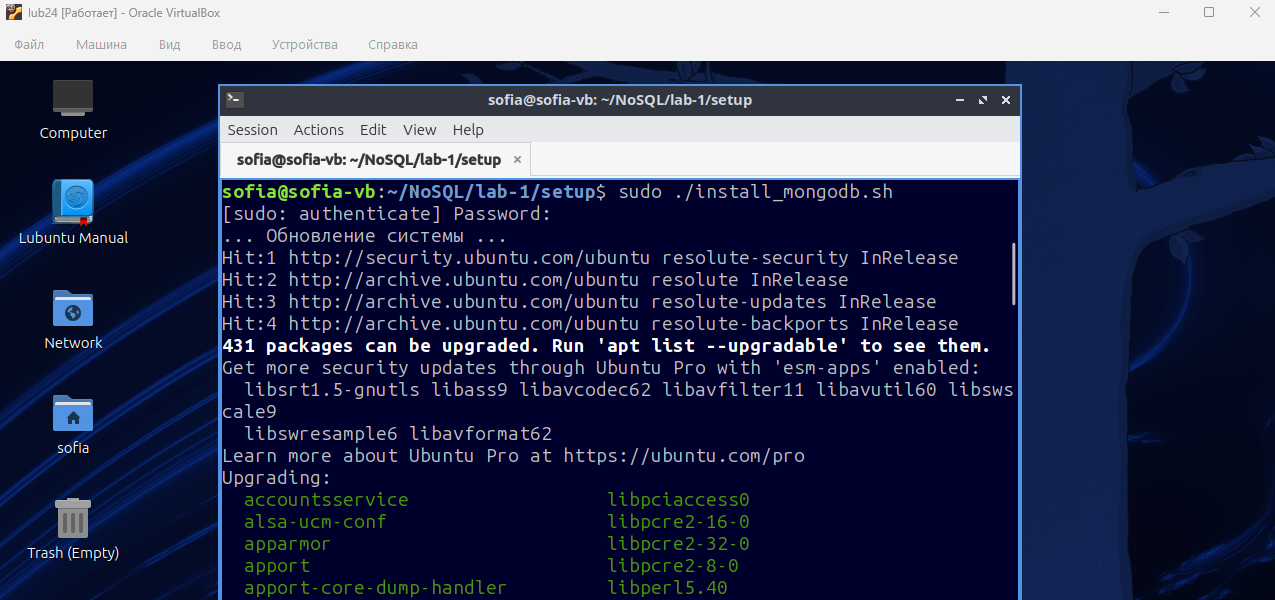 lub24 [Работает] - Oracle VirtualBox
Файл Машина Вид Ввод Устройства Справка
Computer
Lubuntu Manual
Network
sofia
Trash (Empty)
sofia@sofia-vb: ~/NoSQL/lab-1/setup
Session Actions Edit View Help
sofia@sofia-vb: ~/NoSQL/lab-1/setup ×
sofia@sofia-vb:~/NoSQL/lab-1/setup$ sudo ./install_mongodb.sh
[sudo: authenticate] Password:
... Обновление системы ...
Hit:1 http://security.ubuntu.com/ubuntu resolute-security InRelease
Hit:2 http://archive.ubuntu.com/ubuntu resolute InRelease
Hit:3 http://archive.ubuntu.com/ubuntu resolute-updates InRelease
Hit:4 http://archive.ubuntu.com/ubuntu resolute-backports InRelease
431 packages can be upgraded. Run 'apt list --upgradable' to see them.
Get more security updates through Ubuntu Pro with 'esm-apps' enabled:
libsrt1.5-gnutls libass9 libavcodec62 libavfilter11 libavutil60 libsws
cale9
libswresample6 libavformat62
Learn more about Ubuntu Pro at https://ubuntu.com/pro
Upgrading:
accountsservice libpciaccess0
alsa-ucm-conf libpcre2-16-0
apparmor libpcre2-32-0
apport libpcre2-8-0
apport-core-dump-handler libperl5.40